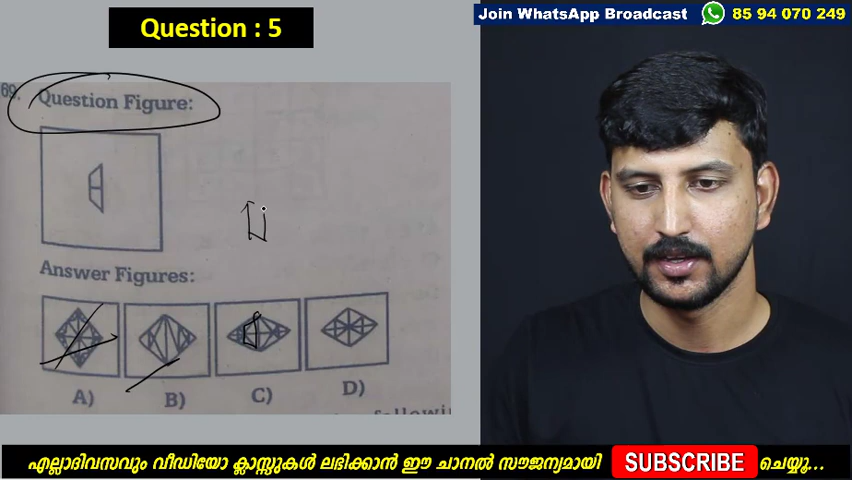 Question : 5
Join WhatsApp Broadcast 85 94 070 249
69. Question Figure:
Answer Figures:
A) B) C) D)
എല്ലാദിവസവും വീഡിയോ ക്ലാസ്സുകൾ ലഭിക്കാൻ ഈ ചാനൽ സൗജന്യമായി SUBSCRIBE ചെയ്യൂ...